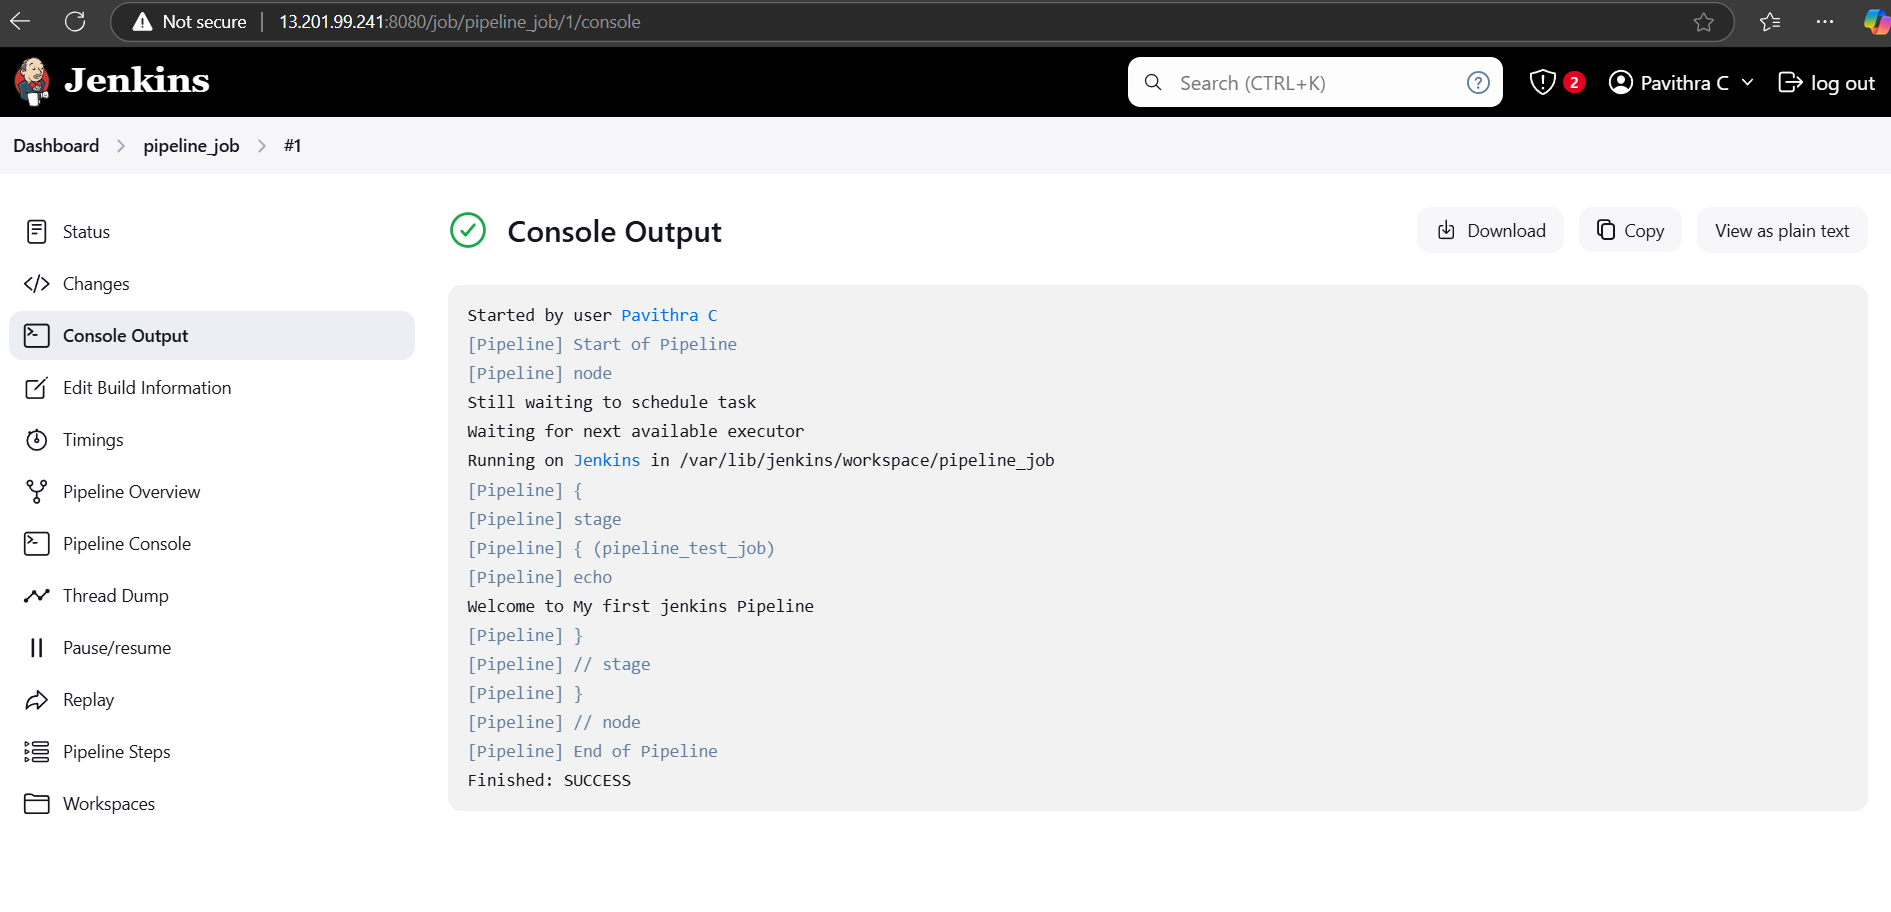 Not secure 13.201.99.241:8080/job/pipeline_job/1/console
Jenkins
Search (CTRL+K)
?
2
Pavithra C
log out
Dashboard
pipeline_job
#1
Status
Changes
Console Output
Edit Build Information
Timings
Pipeline Overview
Pipeline Console
Thread Dump
Pause/resume
Replay
Pipeline Steps
Workspaces
Console Output
Download
Copy
View as plain text
Started by user Pavithra C
[Pipeline] Start of Pipeline
[Pipeline] node
Still waiting to schedule task
Waiting for next available executor
Running on Jenkins in /var/lib/jenkins/workspace/pipeline_job
[Pipeline] {
[Pipeline] stage
[Pipeline] { (pipeline_test_job)
[Pipeline] echo
Welcome to My first jenkins Pipeline
[Pipeline] }
[Pipeline] // stage
[Pipeline] }
[Pipeline] // node
[Pipeline] End of Pipeline
Finished: SUCCESS